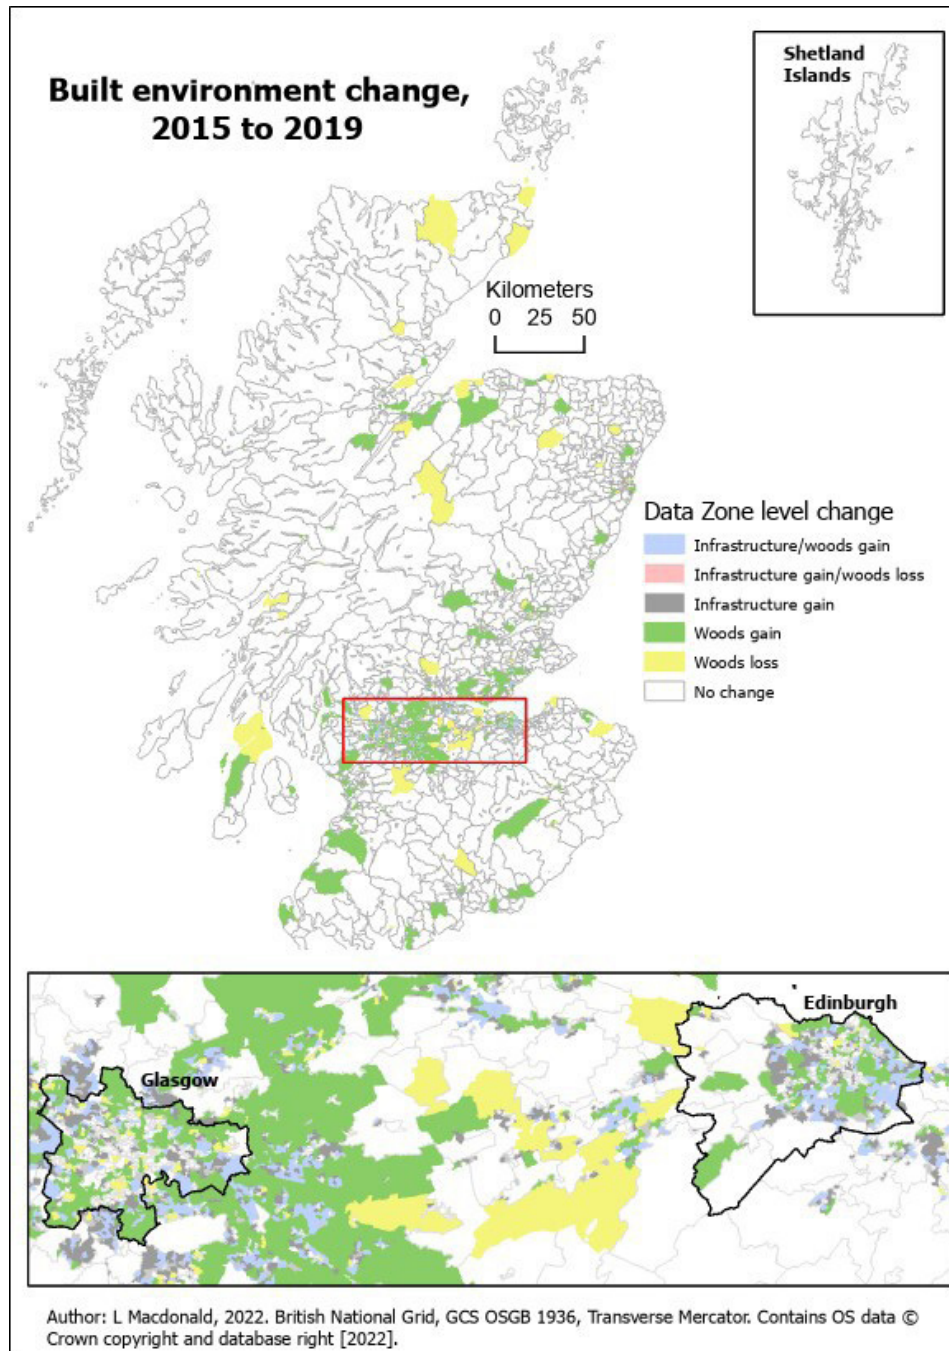 Built environment change,
2015 to 2019
Shetland
Islands
Kilometers
0 25 50
Data Zone level change
Infrastructure/woods gain
Infrastructure gain/woods loss
Infrastructure gain
Woods gain
Woods loss
No change
Edinburgh
Glasgow
Author: L Macdonald, 2022. British National Grid, GCS OSGB 1936, Transverse Mercator. Contains OS data ©
Crown copyright and database right [2022].